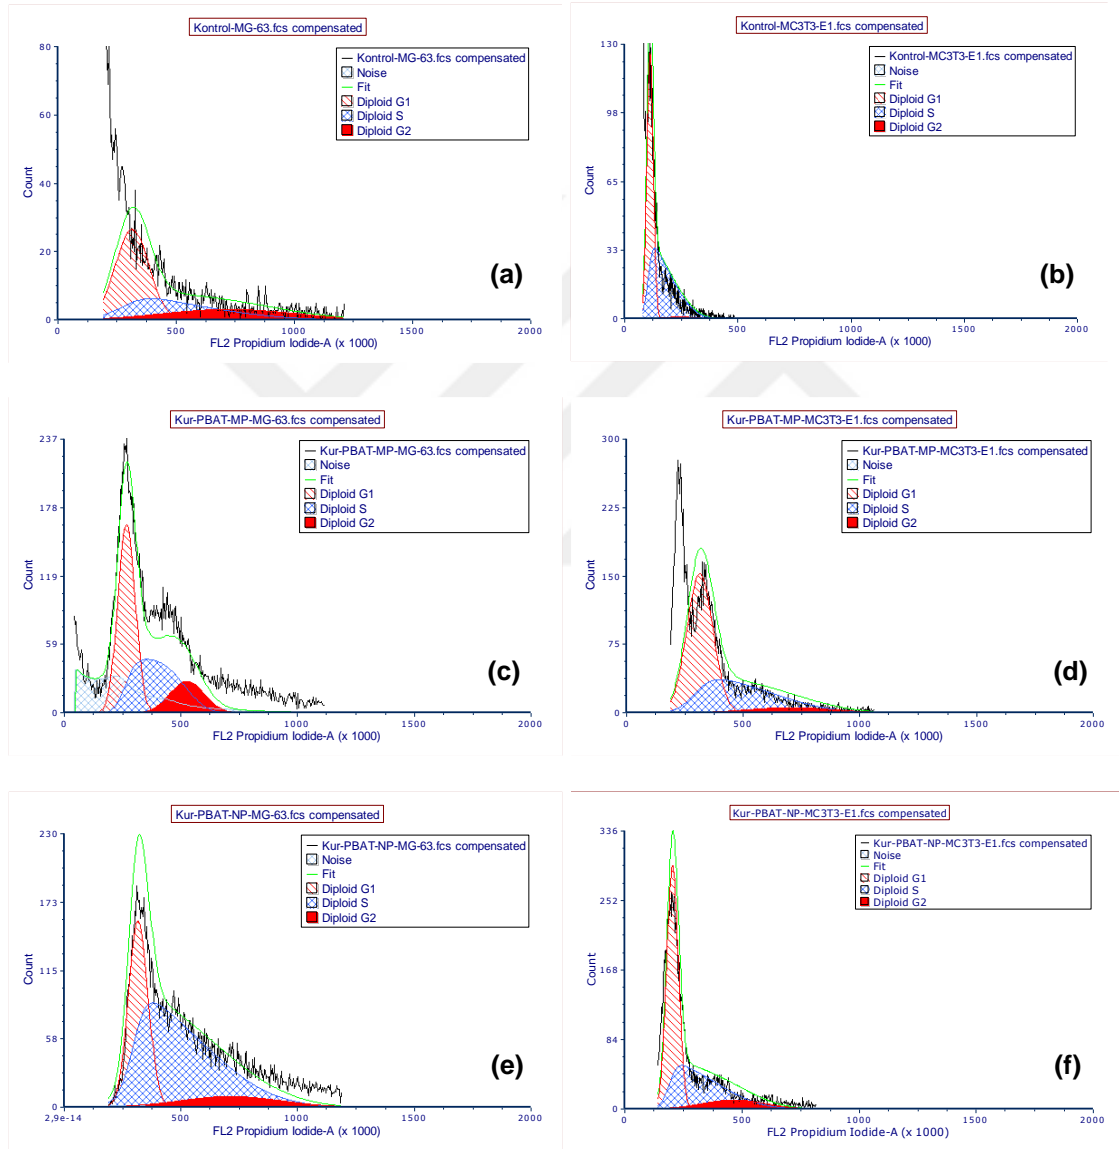 Kontrol-MG-63.fcs compensated
80
60
40
20
0
Count
Kontrol-MG-63.fcs compensated
Noise
Fit
Diploid G1
Diploid S
Diploid G2
(a)
0 500 1000 1500 2000
FL2 Propidium Iodide-A (x 1000)
Kontrol-MC3T3-E1.fcs compensated
130
98
65
33
0
Count
Kontrol-MC3T3-E1.fcs compensated
Noise
Fit
Diploid G1
Diploid S
Diploid G2
(b)
0 500 1000 1500 2000
FL2 Propidium Iodide-A (x 1000)
Kur-PBAT-MP-MG-63.fcs compensated
237
178
119
59
0
Count
Kur-PBAT-MP-MG-63.fcs compensated
Noise
Fit
Diploid G1
Diploid S
Diploid G2
(c)
0 500 1000 1500 2000
FL2 Propidium Iodide-A (x 1000)
Kur-PBAT-MP-MC3T3-E1.fcs compensated
300
225
150
75
0
Count
Kur-PBAT-MP-MC3T3-E1.fcs compensated
Noise
Fit
Diploid G1
Diploid S
Diploid G2
(d)
0 500 1000 1500 2000
FL2 Propidium Iodide-A (x 1000)
Kur-PBAT-NP-MG-63.fcs compensated
230
173
115
58
0
Count
Kur-PBAT-NP-MG-63.fcs compensated
Noise
Fit
Diploid G1
Diploid S
Diploid G2
(e)
2,9e-14 500 1000 1500 2000
FL2 Propidium Iodide-A (x 1000)
Kur-PBAT-NP-MC3T3-E1.fcs compensated
336
252
168
84
0
Count
Kur-PBAT-NP-MC3T3-E1.fcs compensated
Noise
Fit
Diploid G1
Diploid S
Diploid G2
(f)
0 500 1000 1500 2000
FL2 Propidium Iodide-A (x 1000)